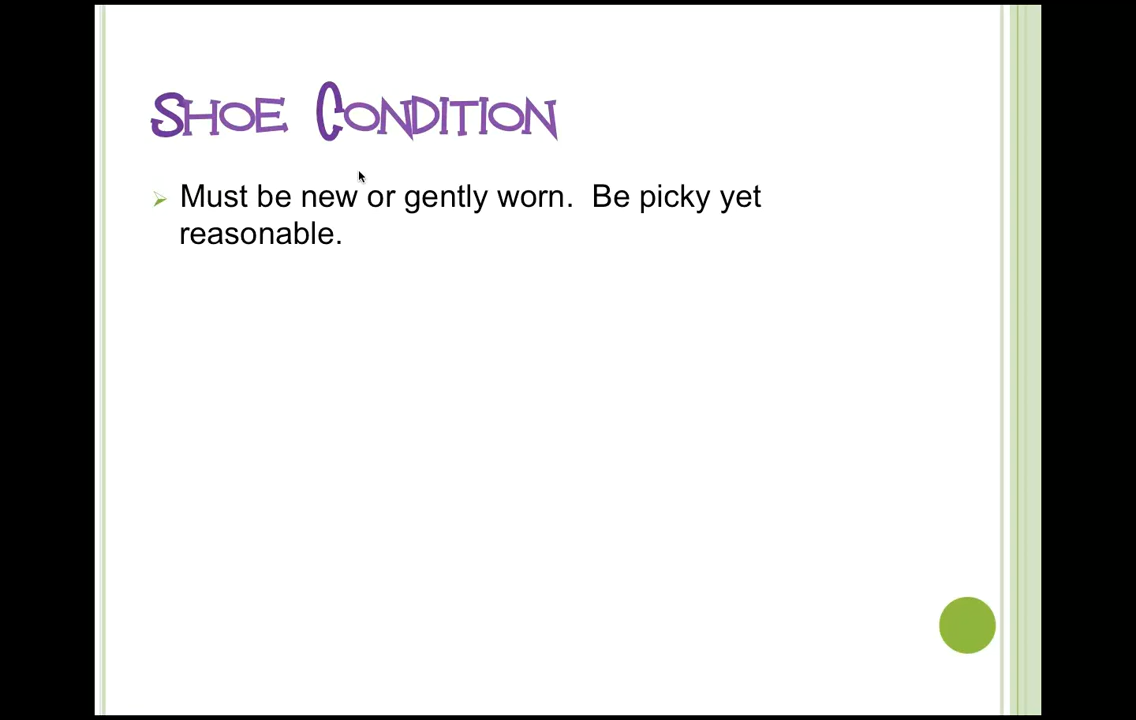 Shoe Condition
Must be new or gently worn.  Be picky yet
reasonable.